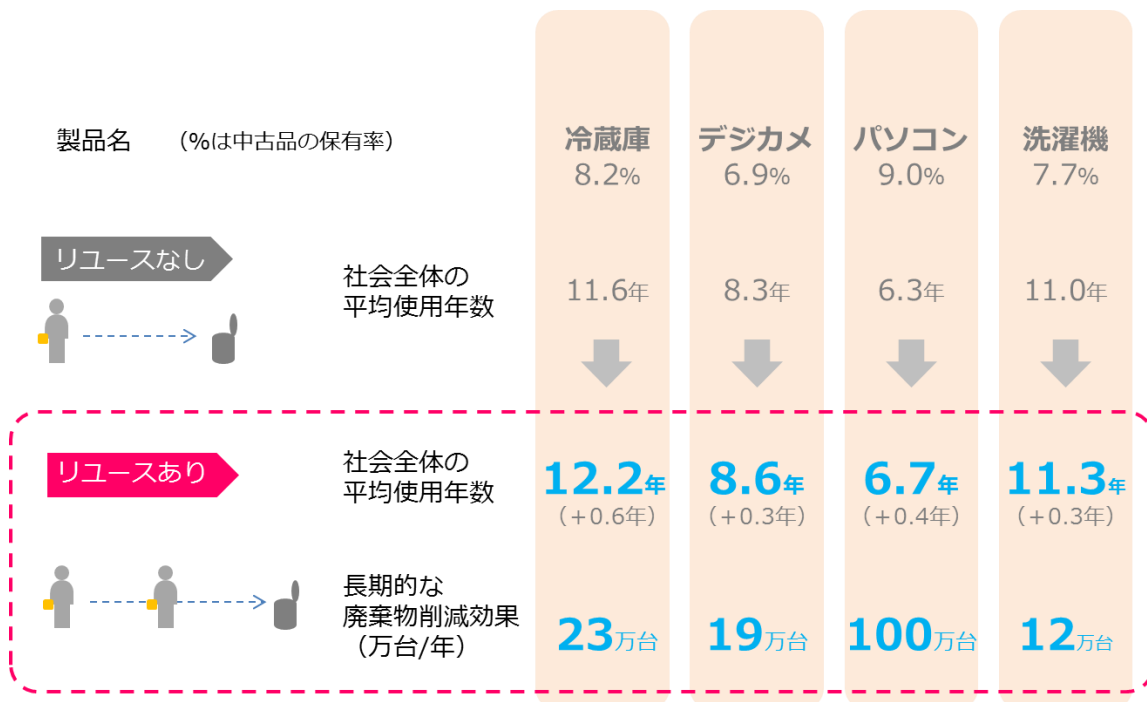 製品名 （%は中古品の保有率） 冷蔵庫 デジカメ パソコン 洗濯機
8.2% 6.9% 9.0% 7.7%
リユースなし
社会全体の
平均使用年数
11.6年 8.3年 6.3年 11.0年
リユースあり
社会全体の
平均使用年数
12.2年 8.6年 6.7年 11.3年
（＋0.6年） （＋0.3年） （＋0.4年） （＋0.3年）
長期的な
廃棄物削減効果
（万台/年）
23万台 19万台 100万台 12万台